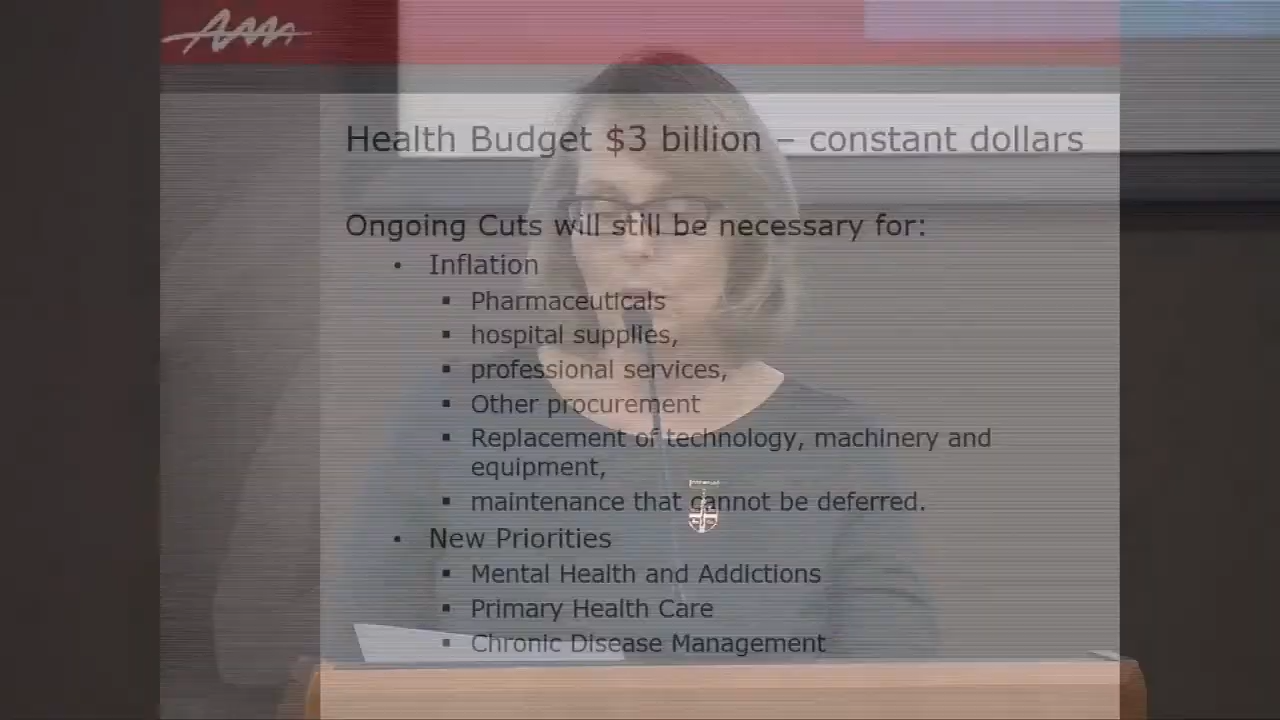 Health Budget $3 billion – constant dollars
Ongoing Cuts will still be necessary for:
• Inflation
▪ Pharmaceuticals
▪ hospital supplies,
▪ professional services,
▪ Other procurement
▪ Replacement of technology, machinery and
equipment,
▪ maintenance that cannot be deferred.
• New Priorities
▪ Mental Health and Addictions
▪ Primary Health Care
▪ Chronic Disease Management